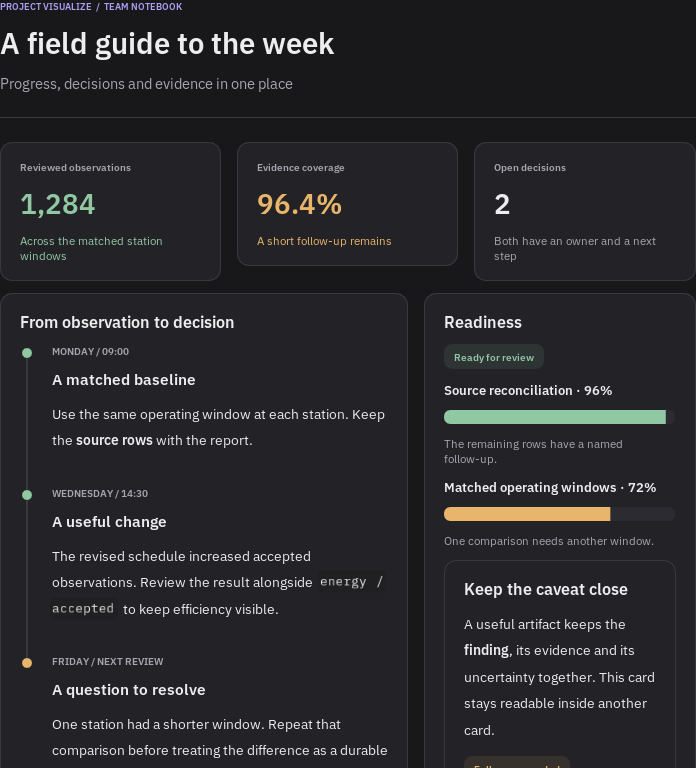 PROJECT VISUALIZE / TEAM NOTEBOOK
A field guide to the week
Progress, decisions and evidence in one place
Reviewed observations
1,284
Across the matched station
windows
Evidence coverage
96.4%
A short follow-up remains
Open decisions
2
Both have an owner and a next
step
From observation to decision
MONDAY / 09:00
A matched baseline
Use the same operating window at each station. Keep
the source rows with the report.
WEDNESDAY / 14:30
A useful change
The revised schedule increased accepted
observations. Review the result alongside energy /
accepted to keep efficiency visible.
FRIDAY / NEXT REVIEW
A question to resolve
One station had a shorter window. Repeat that
comparison before treating the difference as a durable
Readiness
Ready for review
Source reconciliation · 96%
The remaining rows have a named
follow-up.
Matched operating windows · 72%
One comparison needs another window.
Keep the caveat close
A useful artifact keeps the
finding, its evidence and its
uncertainty together. This card
stays readable inside another
card.